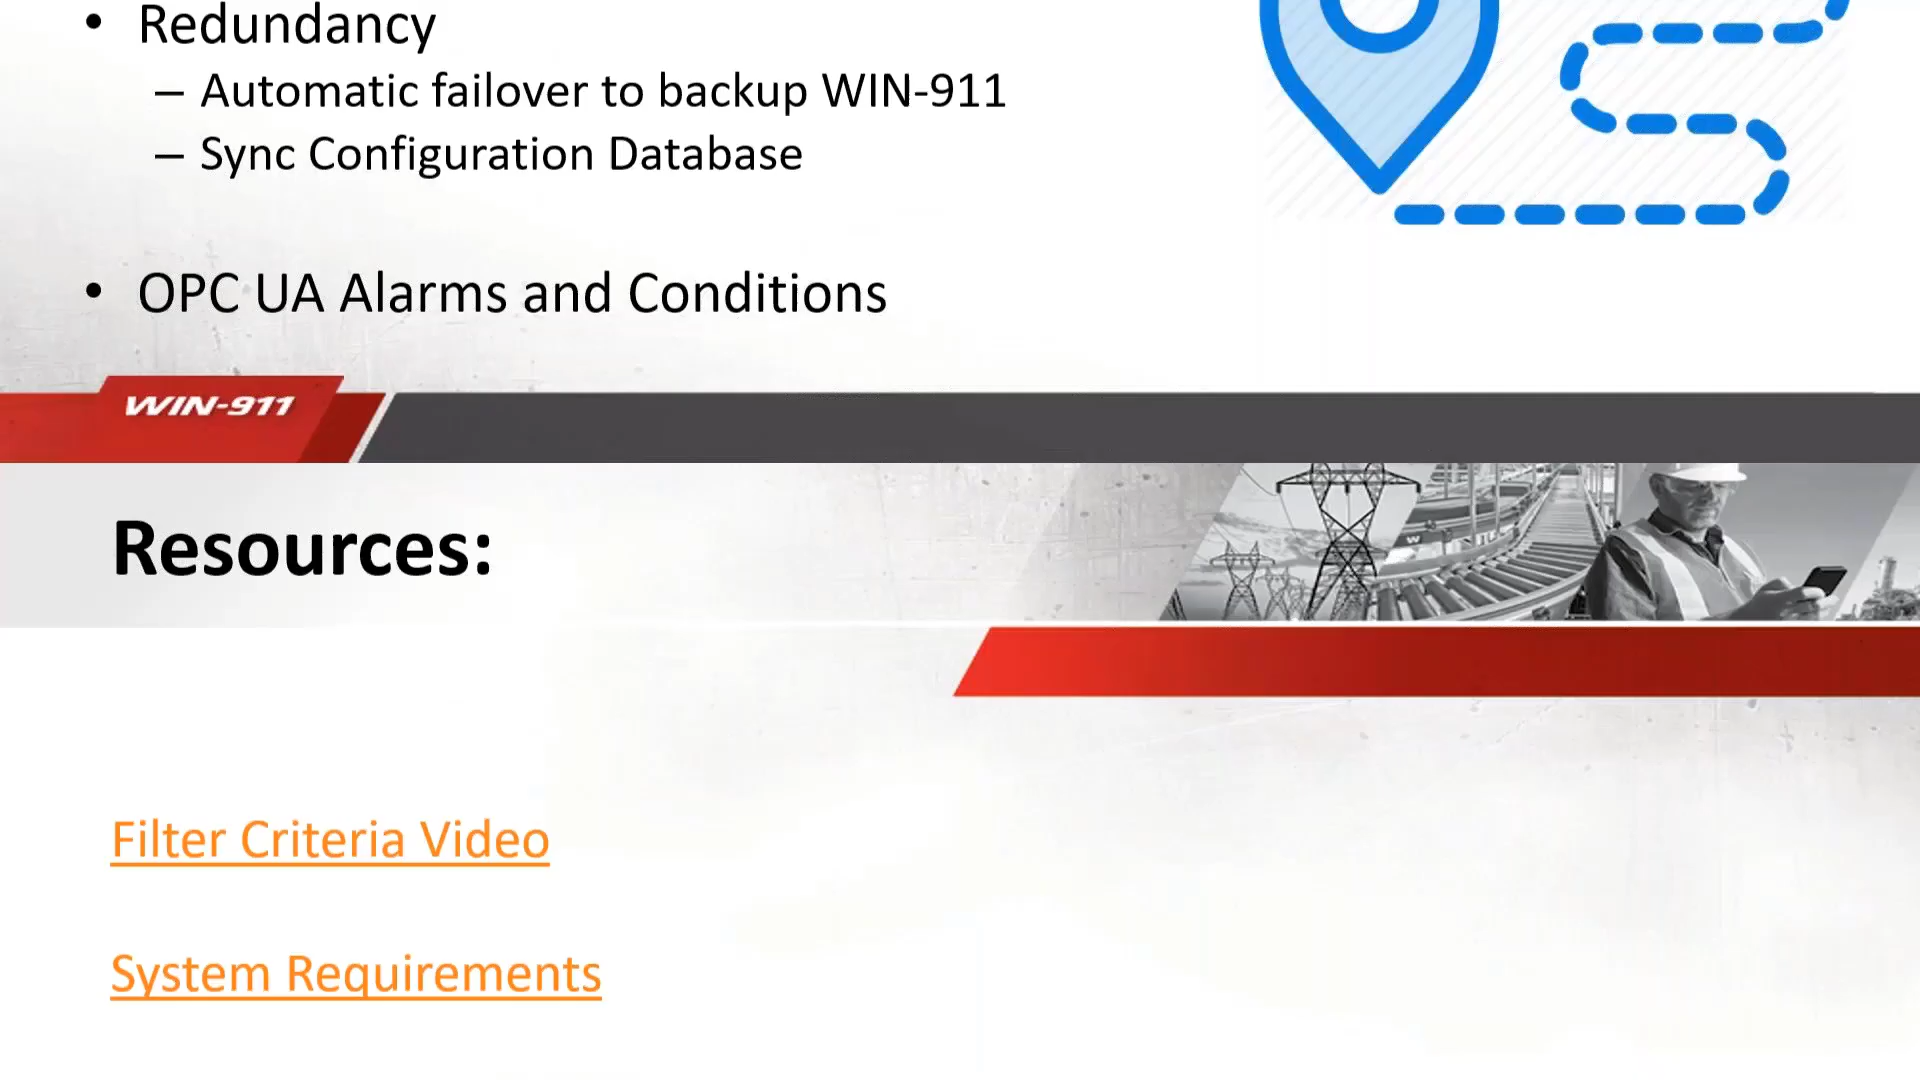 • Redundancy
– Automatic failover to backup WIN-911
– Sync Configuration Database
• OPC UA Alarms and Conditions
WIN-911
Resources:
Filter Criteria Video
System Requirements